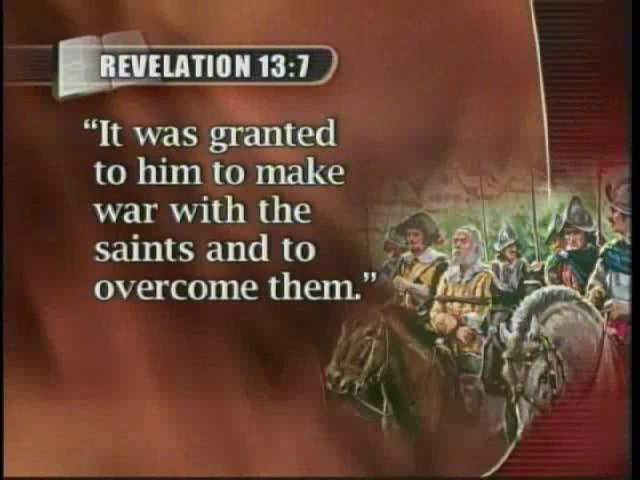 REVELATION 13:7
“It was granted
to him to make
war with the
saints and to
overcome them.”